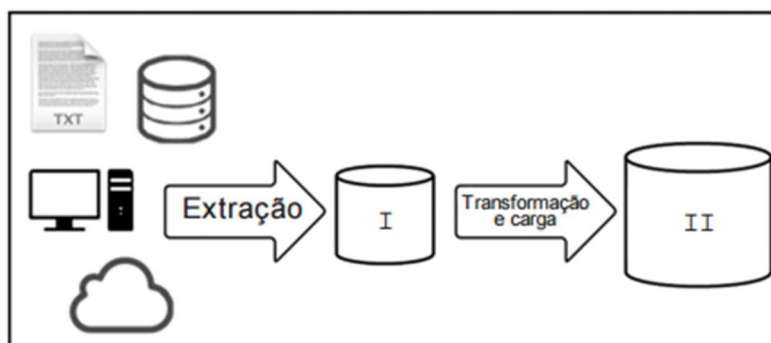 TXT
Extração
I
Transformação
e carga
II